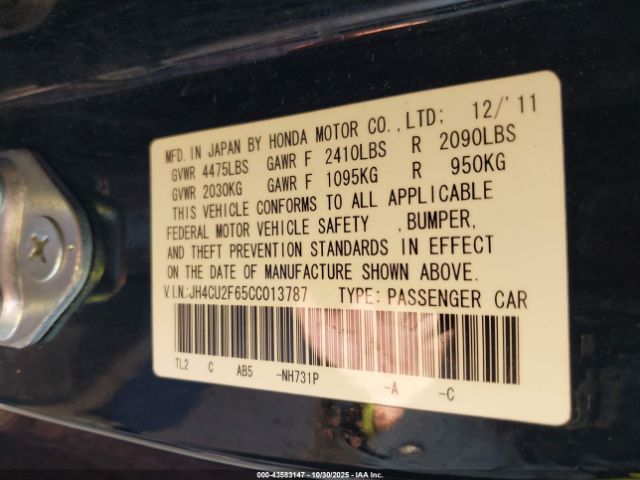 MFD. IN JAPAN BY HONDA MOTOR CO., LTD; 12/'11
GVWR 4475LBS GAWR F 2410LBS R 2090LBS
GVWR 2030KG GAWR F 1095KG R 950KG
THIS VEHICLE CONFORMS TO ALL APPLICABLE
FEDERAL MOTOR VEHICLE SAFETY , BUMPER,
AND THEFT PREVENTION STANDARDS IN EFFECT
ON THE DATE OF MANUFACTURE SHOWN ABOVE.
V.I.N.:JH4CU2F65CC013787 TYPE: PASSENGER CAR
TL2 C AB5 -NH731P -A -C
000-43583147 - 10/30/2025 - IAA, Inc.